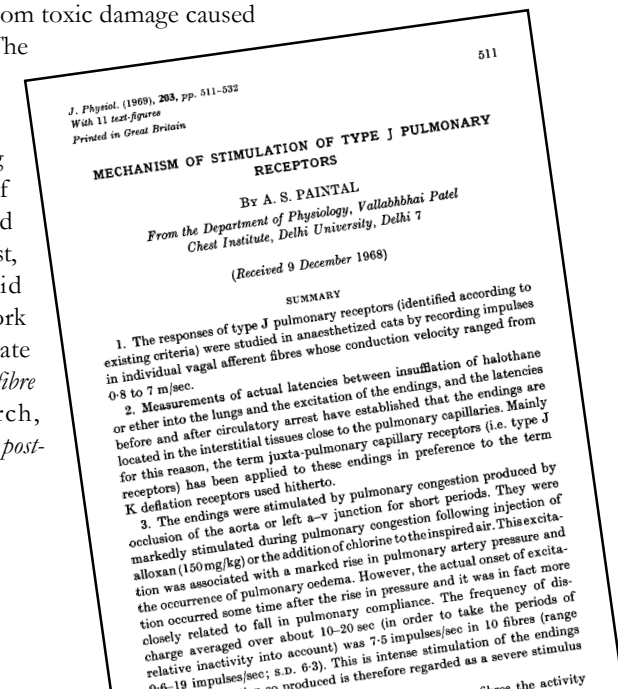 om toxic damage caused
The
g
f
d
st,
id
ork
ate
fibre
rch,
post-
511
J. Physiol. (1969), 203, pp. 511–532
With 11 text-figures
Printed in Great Britain
MECHANISM OF STIMULATION OF TYPE J PULMONARY
RECEPTORS
By A. S. PAINTAL
From the Department of Physiology, Vallabhbhai Patel
Chest Institute, Delhi University, Delhi 7
(Received 9 December 1968)
SUMMARY
1. The responses of type J pulmonary receptors (identified according to
existing criteria) were studied in anaesthetized cats by recording impulses
in individual vagal afferent fibres whose conduction velocity ranged from
0·8 to 7 m/sec.
2. Measurements of actual latencies between insufflation of halothane
or ether into the lungs and the excitation of the endings, and the latencies
before and after circulatory arrest have established that the endings are
located in the interstitial tissues close to the pulmonary capillaries. Mainly
for this reason, the term juxta-pulmonary capillary receptors (i.e. type J
receptors) has been applied to these endings in preference to the term
K deflation receptors used hitherto.
3. The endings were stimulated by pulmonary congestion produced by
occlusion of the aorta or left a–v junction for short periods. They were
markedly stimulated during pulmonary congestion following injection of
alloxan (150 mg/kg) or the addition of chlorine to the inspired air. This excita-
tion was associated with a marked rise in pulmonary artery pressure and
the occurrence of pulmonary oedema. However, the actual onset of excita-
tion occurred some time after the rise in pressure and it was in fact more
closely related to fall in pulmonary compliance. The frequency of dis-
charge averaged over about 10–20 sec (in order to take the periods of
relative inactivity into account) was 7·5 impulses/sec in 10 fibres (range
0·6–19 impulses/sec; S.D. 6·3). This is intense stimulation of the endings
so produced is therefore regarded as a severe stimulus
the activity